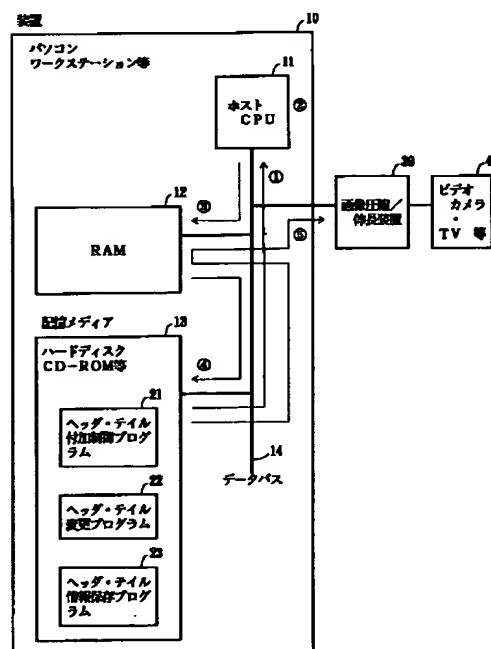 装置
10
パソコン
ワークステーション等
11
ホスト
CPU
②
①
30
画像圧縮/
伸長装置
ビデオ
カメラ
・
TV 等
12
③
RAM
⑤
記憶メディア
13
④
ハードディスク
CD-ROM等
21
ヘッダ・テイル
付加制御プログ
ラム
14
データバス
22
ヘッダ・テイル
変更プログラム
23
ヘッダ・テイル
情報保存プログ
ラム